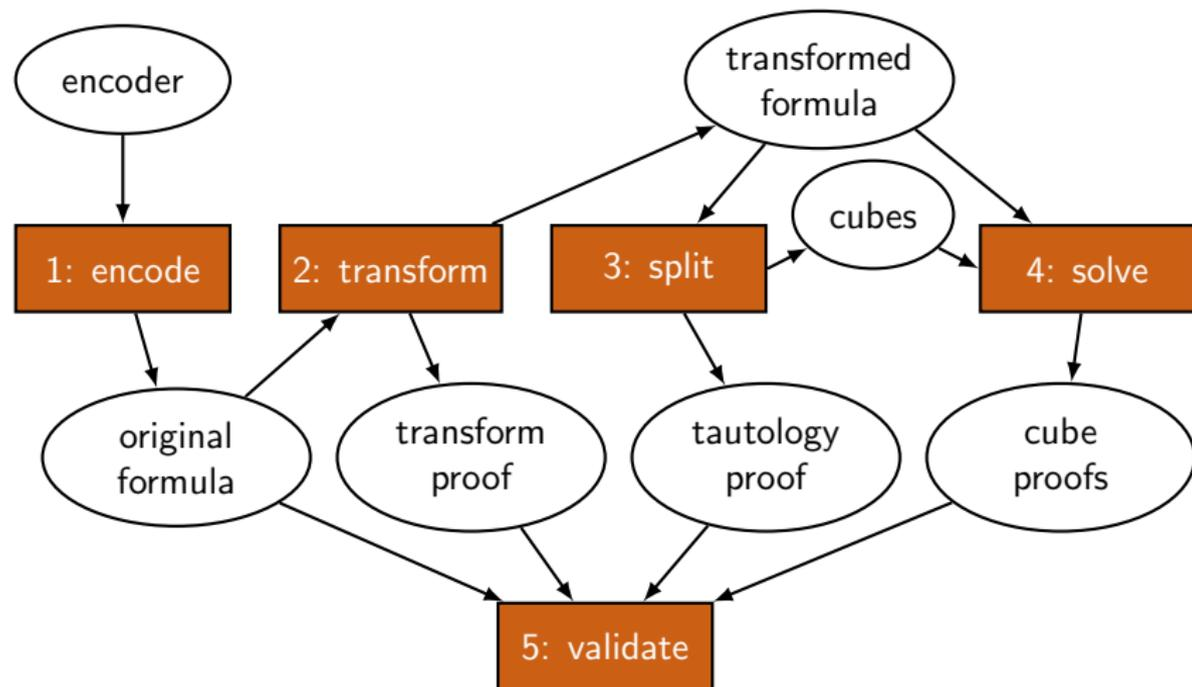 encoder
transformed
formula
cubes
1: encode
2: transform
3: split
4: solve
original
formula
transform
proof
tautology
proof
cube
proofs
5: validate